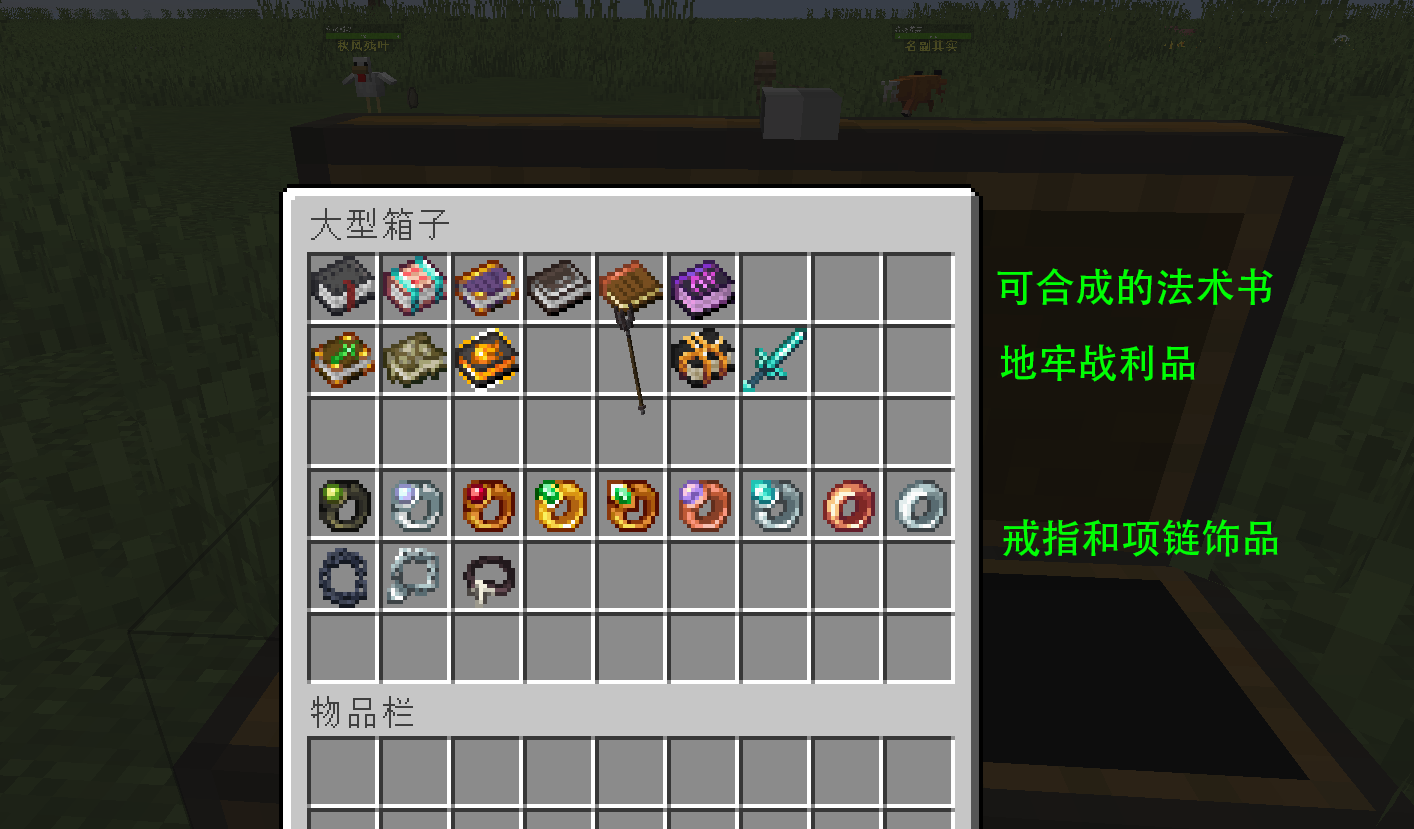 秋风残叶
名副其实
大型箱子
可合成的法术书
地牢战利品
戒指和项链饰品
物品栏